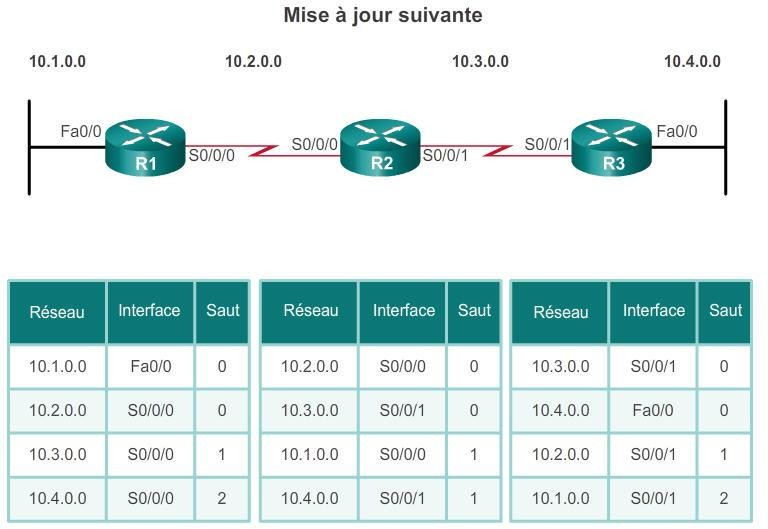 Mise à jour suivante
10.1.0.0 10.2.0.0 10.3.0.0 10.4.0.0
Fa0/0 R1 S0/0/0 S0/0/0 R2 S0/0/1 S0/0/1 R3 Fa0/0
Réseau Interface Saut Réseau Interface Saut Réseau Interface Saut
10.1.0.0 Fa0/0 0 10.2.0.0 S0/0/0 0 10.3.0.0 S0/0/1 0
10.2.0.0 S0/0/0 0 10.3.0.0 S0/0/1 0 10.4.0.0 Fa0/0 0
10.3.0.0 S0/0/0 1 10.1.0.0 S0/0/0 1 10.2.0.0 S0/0/1 1
10.4.0.0 S0/0/0 2 10.4.0.0 S0/0/1 1 10.1.0.0 S0/0/1 2